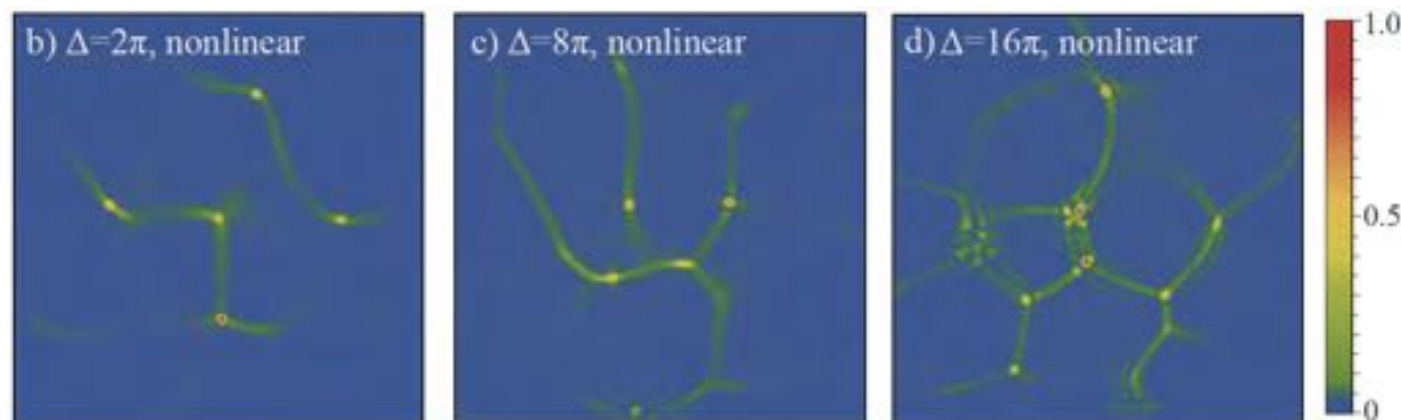 b) Δ=2π, nonlinear
c) Δ=8π, nonlinear
d) Δ=16π, nonlinear
1.0
0.5
0